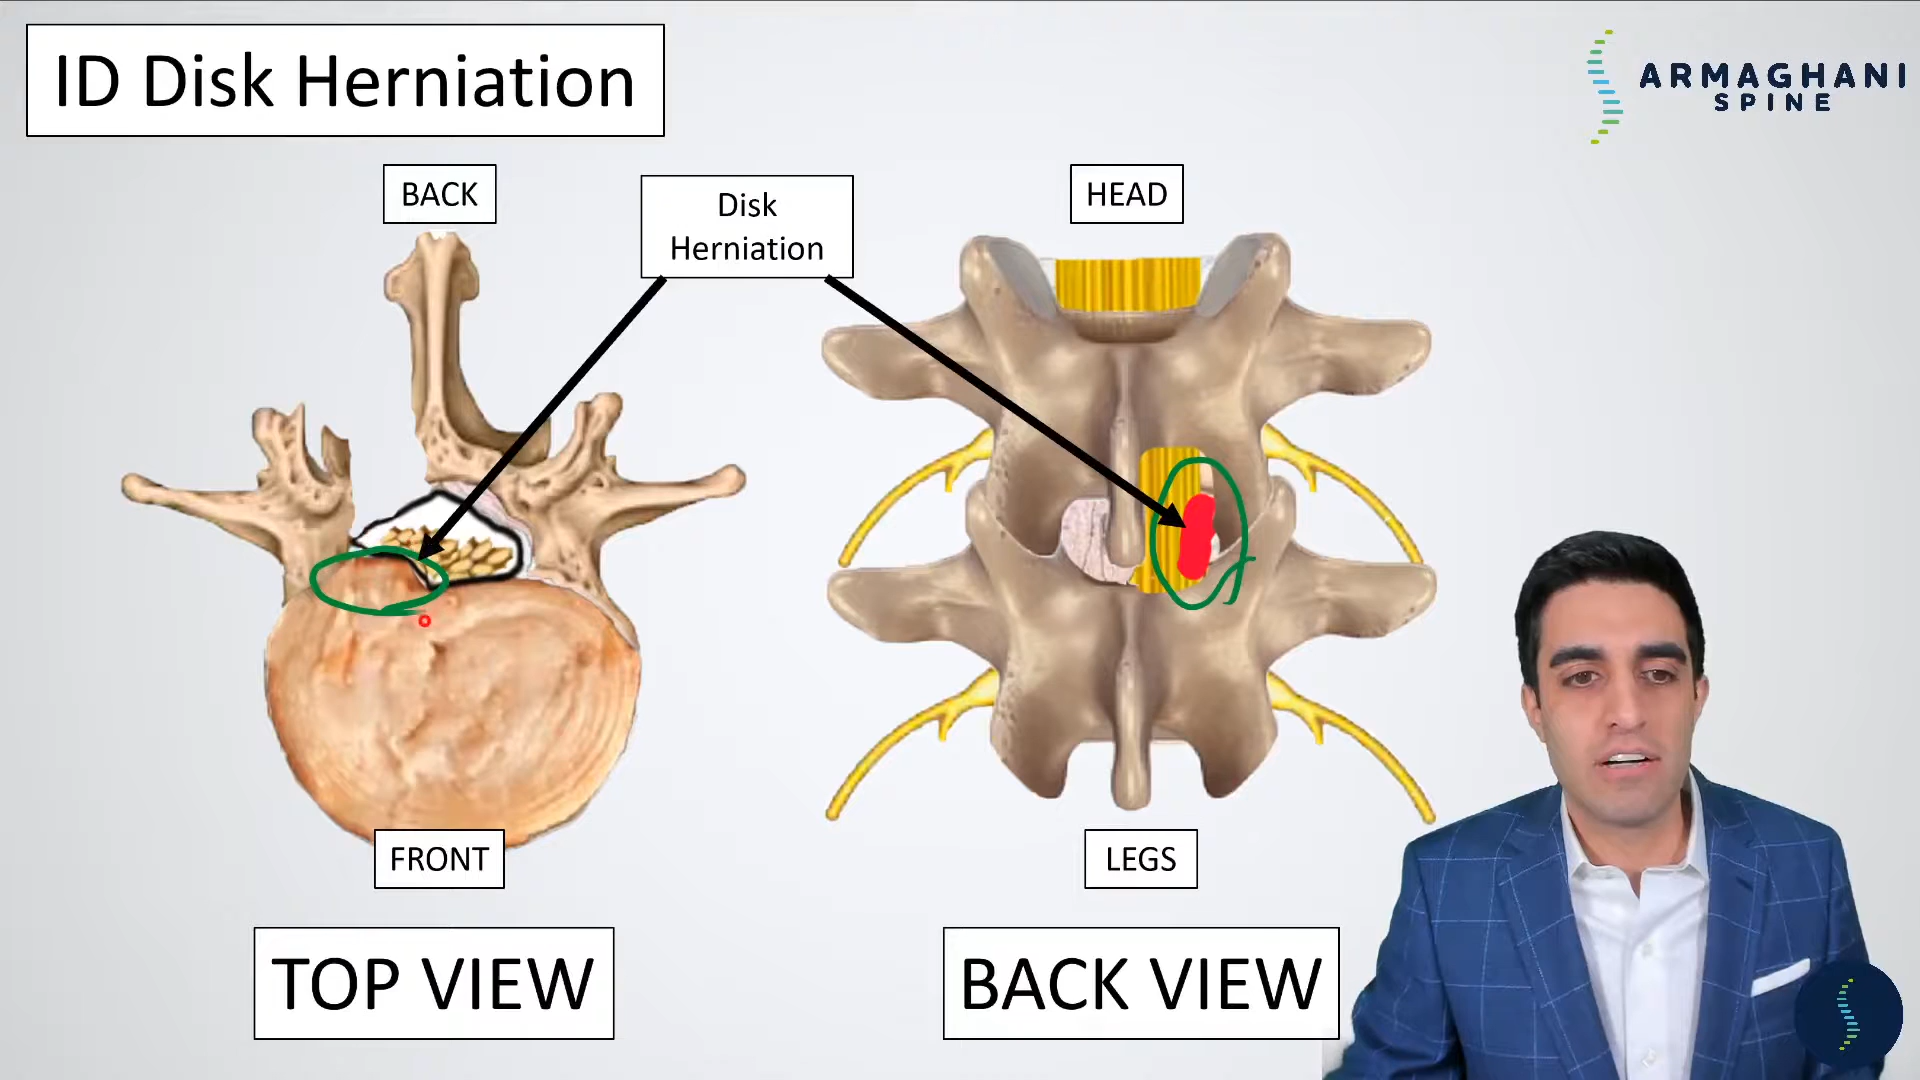 ID Disk Herniation
ARMAGHANI
SPINE
BACK
Disk
Herniation
HEAD
FRONT
LEGS
TOP VIEW
BACK VIEW